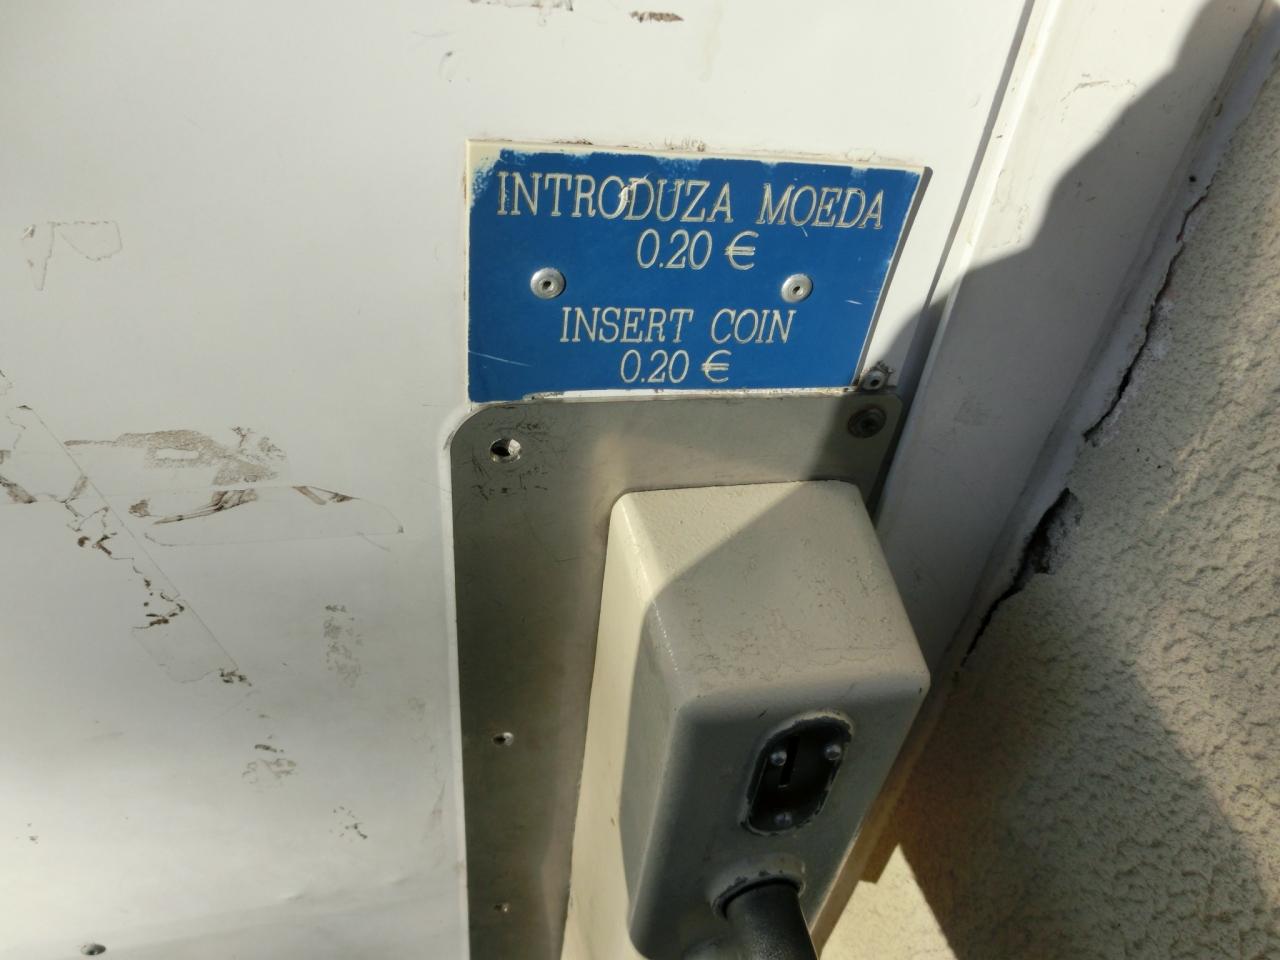 INTRODUZA MOEDA
0.20 €
INSERT COIN
0.20 €